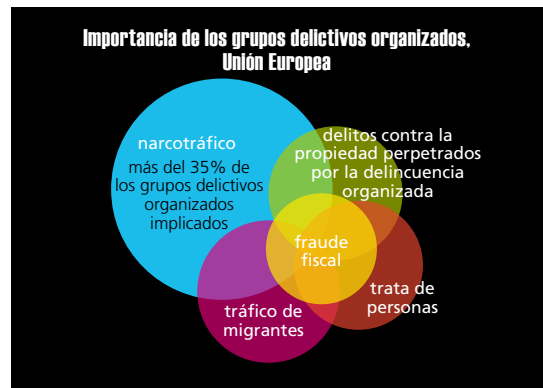 Importancia de los grupos delictivos organizados,
Unión Europea
narcotráfico
más del 35% de
los grupos delictivos
organizados
implicados
delitos contra la
propiedad perpetrados
por la delincuencia
organizada
fraude
fiscal
trata de
personas
tráfico de
migrantes